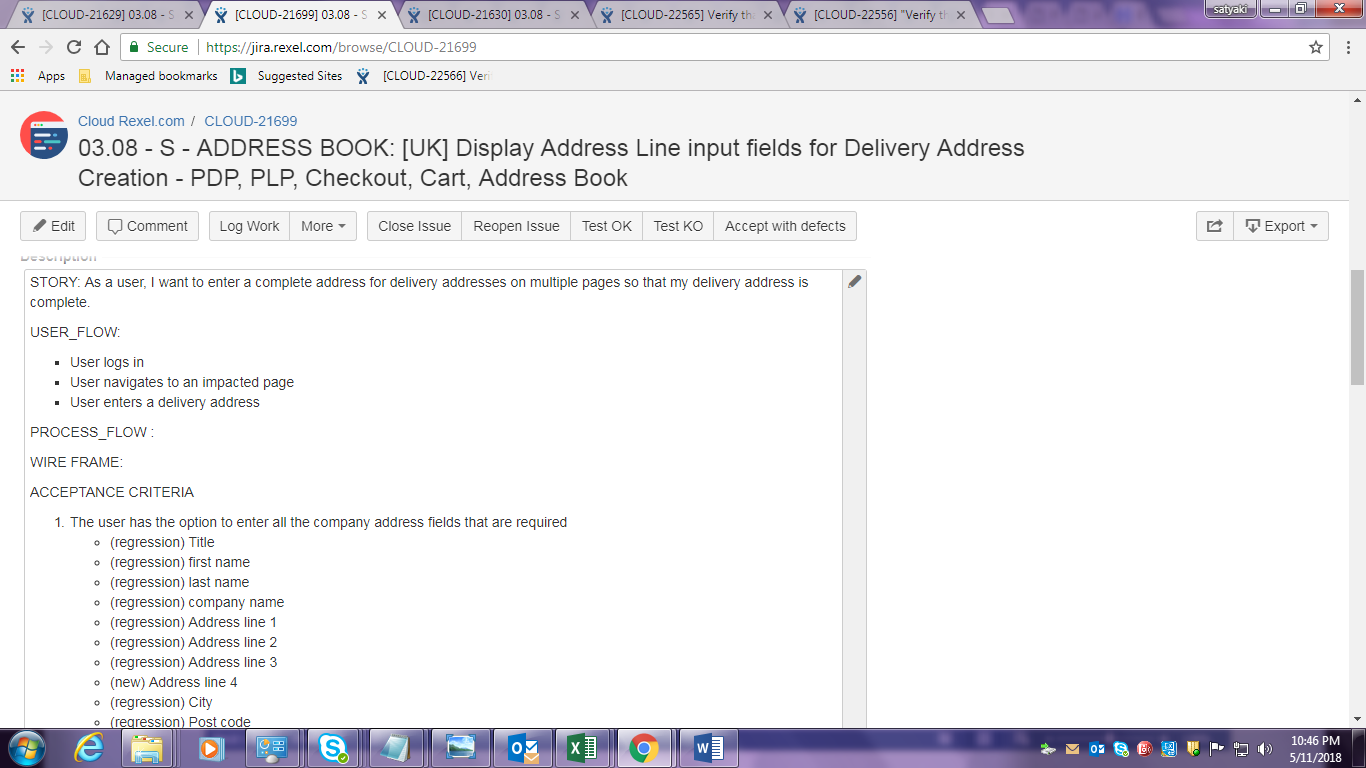 [CLOUD-21629] 03.08 - S
[CLOUD-21699] 03.08 - S
[CLOUD-21630] 03.08 - S
[CLOUD-22565] Verify th
[CLOUD-22556] "Verify th
satyaki
Secure https://jira.rexel.com/browse/CLOUD-21699
Apps Managed bookmarks Suggested Sites [CLOUD-22566] Veri
Cloud Rexel.com / CLOUD-21699
03.08 - S - ADDRESS BOOK: [UK] Display Address Line input fields for Delivery Address
Creation - PDP, PLP, Checkout, Cart, Address Book
Edit Comment Log Work More Close Issue Reopen Issue Test OK Test KO Accept with defects Export
Description
STORY: As a user, I want to enter a complete address for delivery addresses on multiple pages so that my delivery address is
complete.
USER_FLOW:
User logs in
User navigates to an impacted page
User enters a delivery address
PROCESS_FLOW :
WIRE FRAME:
ACCEPTANCE CRITERIA
1. The user has the option to enter all the company address fields that are required
(regression) Title
(regression) first name
(regression) last name
(regression) company name
(regression) Address line 1
(regression) Address line 2
(regression) Address line 3
(new) Address line 4
(regression) City
(regression) Post code
10:46 PM
5/11/2018